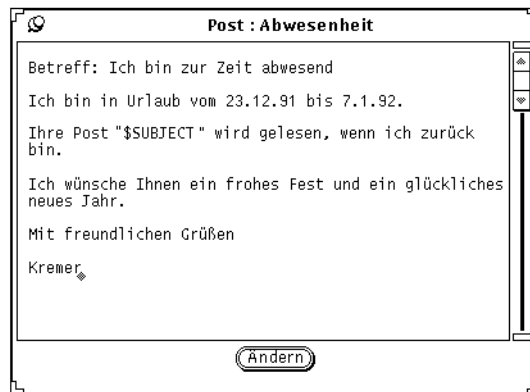 Post : Abwesenheit
Betreff: Ich bin zur Zeit abwesend
Ich bin in Urlaub vom 23.12.91 bis 7.1.92.
Ihre Post "$SUBJECT" wird gelesen, wenn ich zurück
bin.
Ich wünsche Ihnen ein frohes Fest und ein glückliches
neues Jahr.
Mit freundlichen Grüßen
Kremer
Ändern